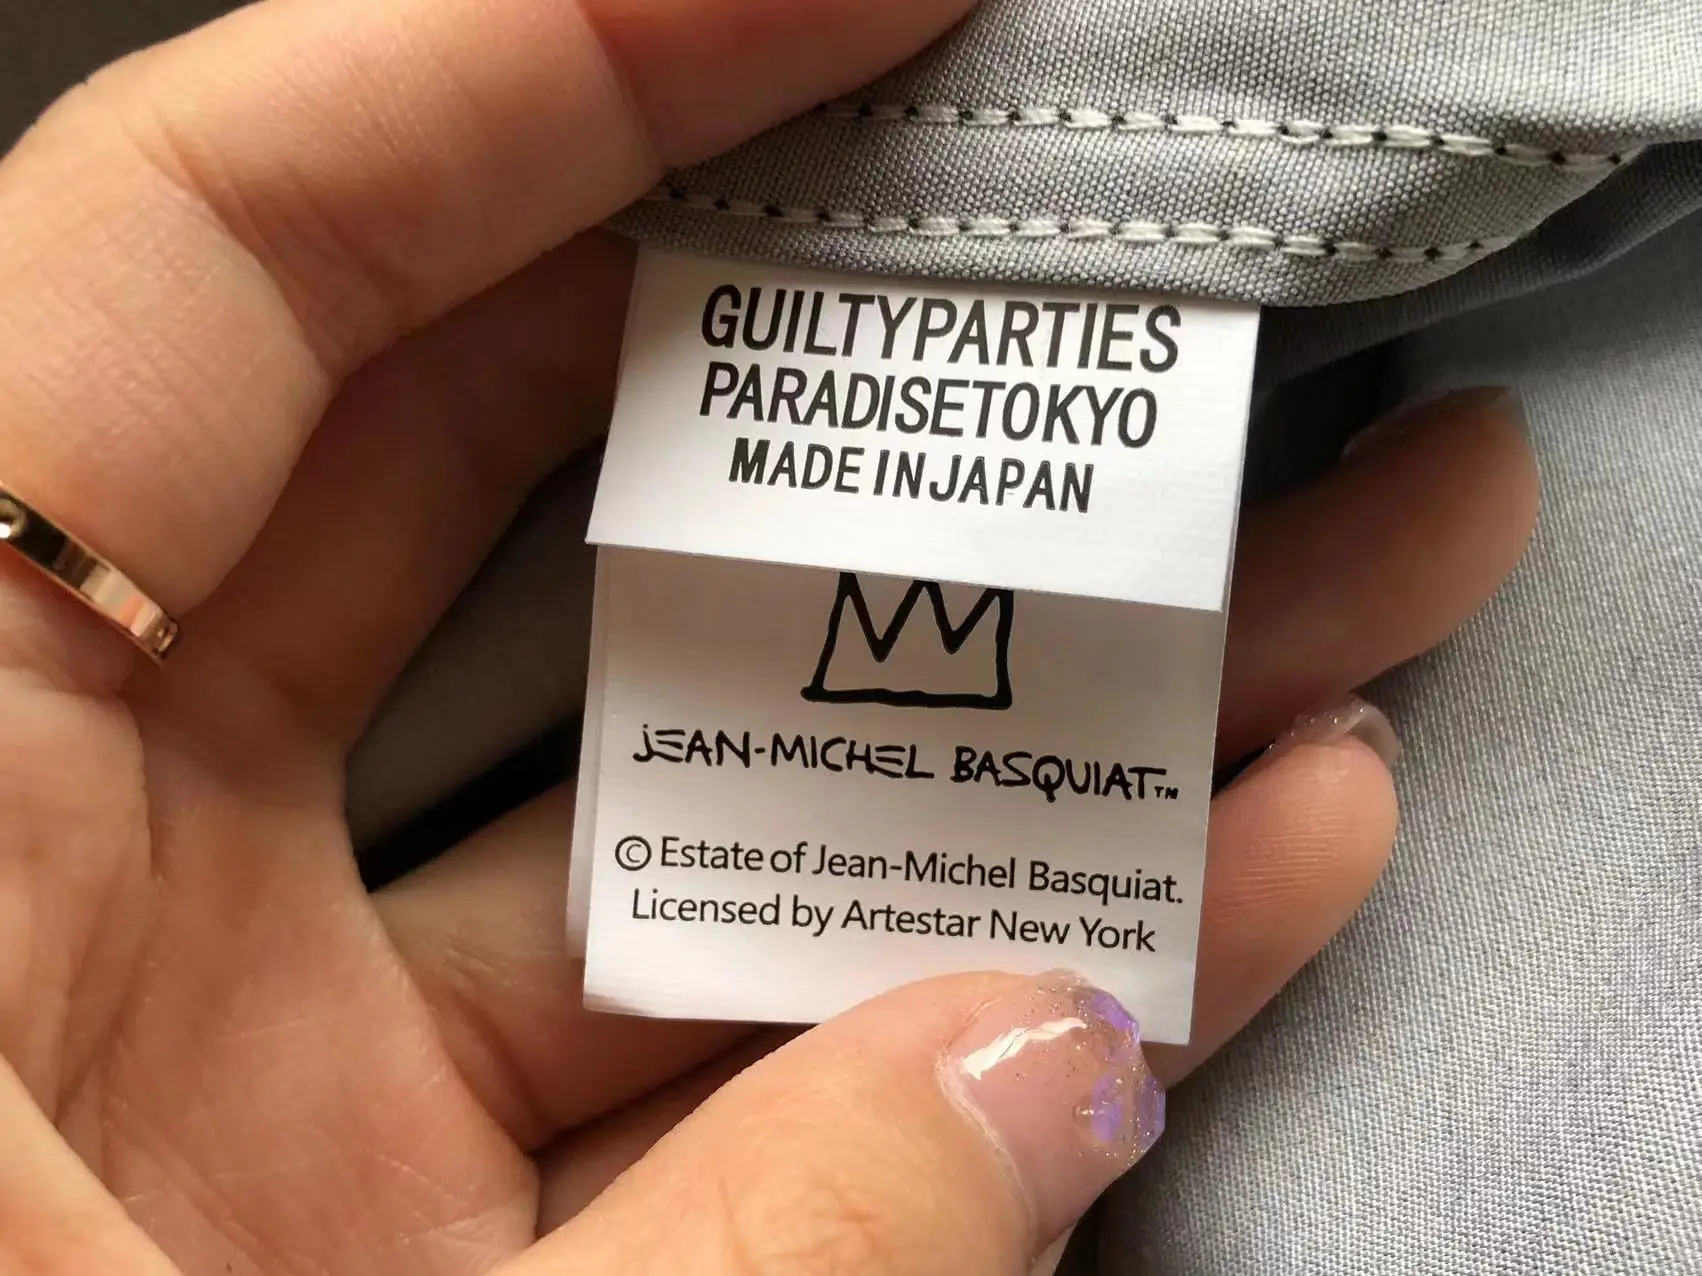 GUILTYPARTIES
PARADISETOKYO
MADE IN JAPAN
JEAN-MICHEL BASQUIAT™
© Estate of Jean-Michel Basquiat.
Licensed by Artestar New York